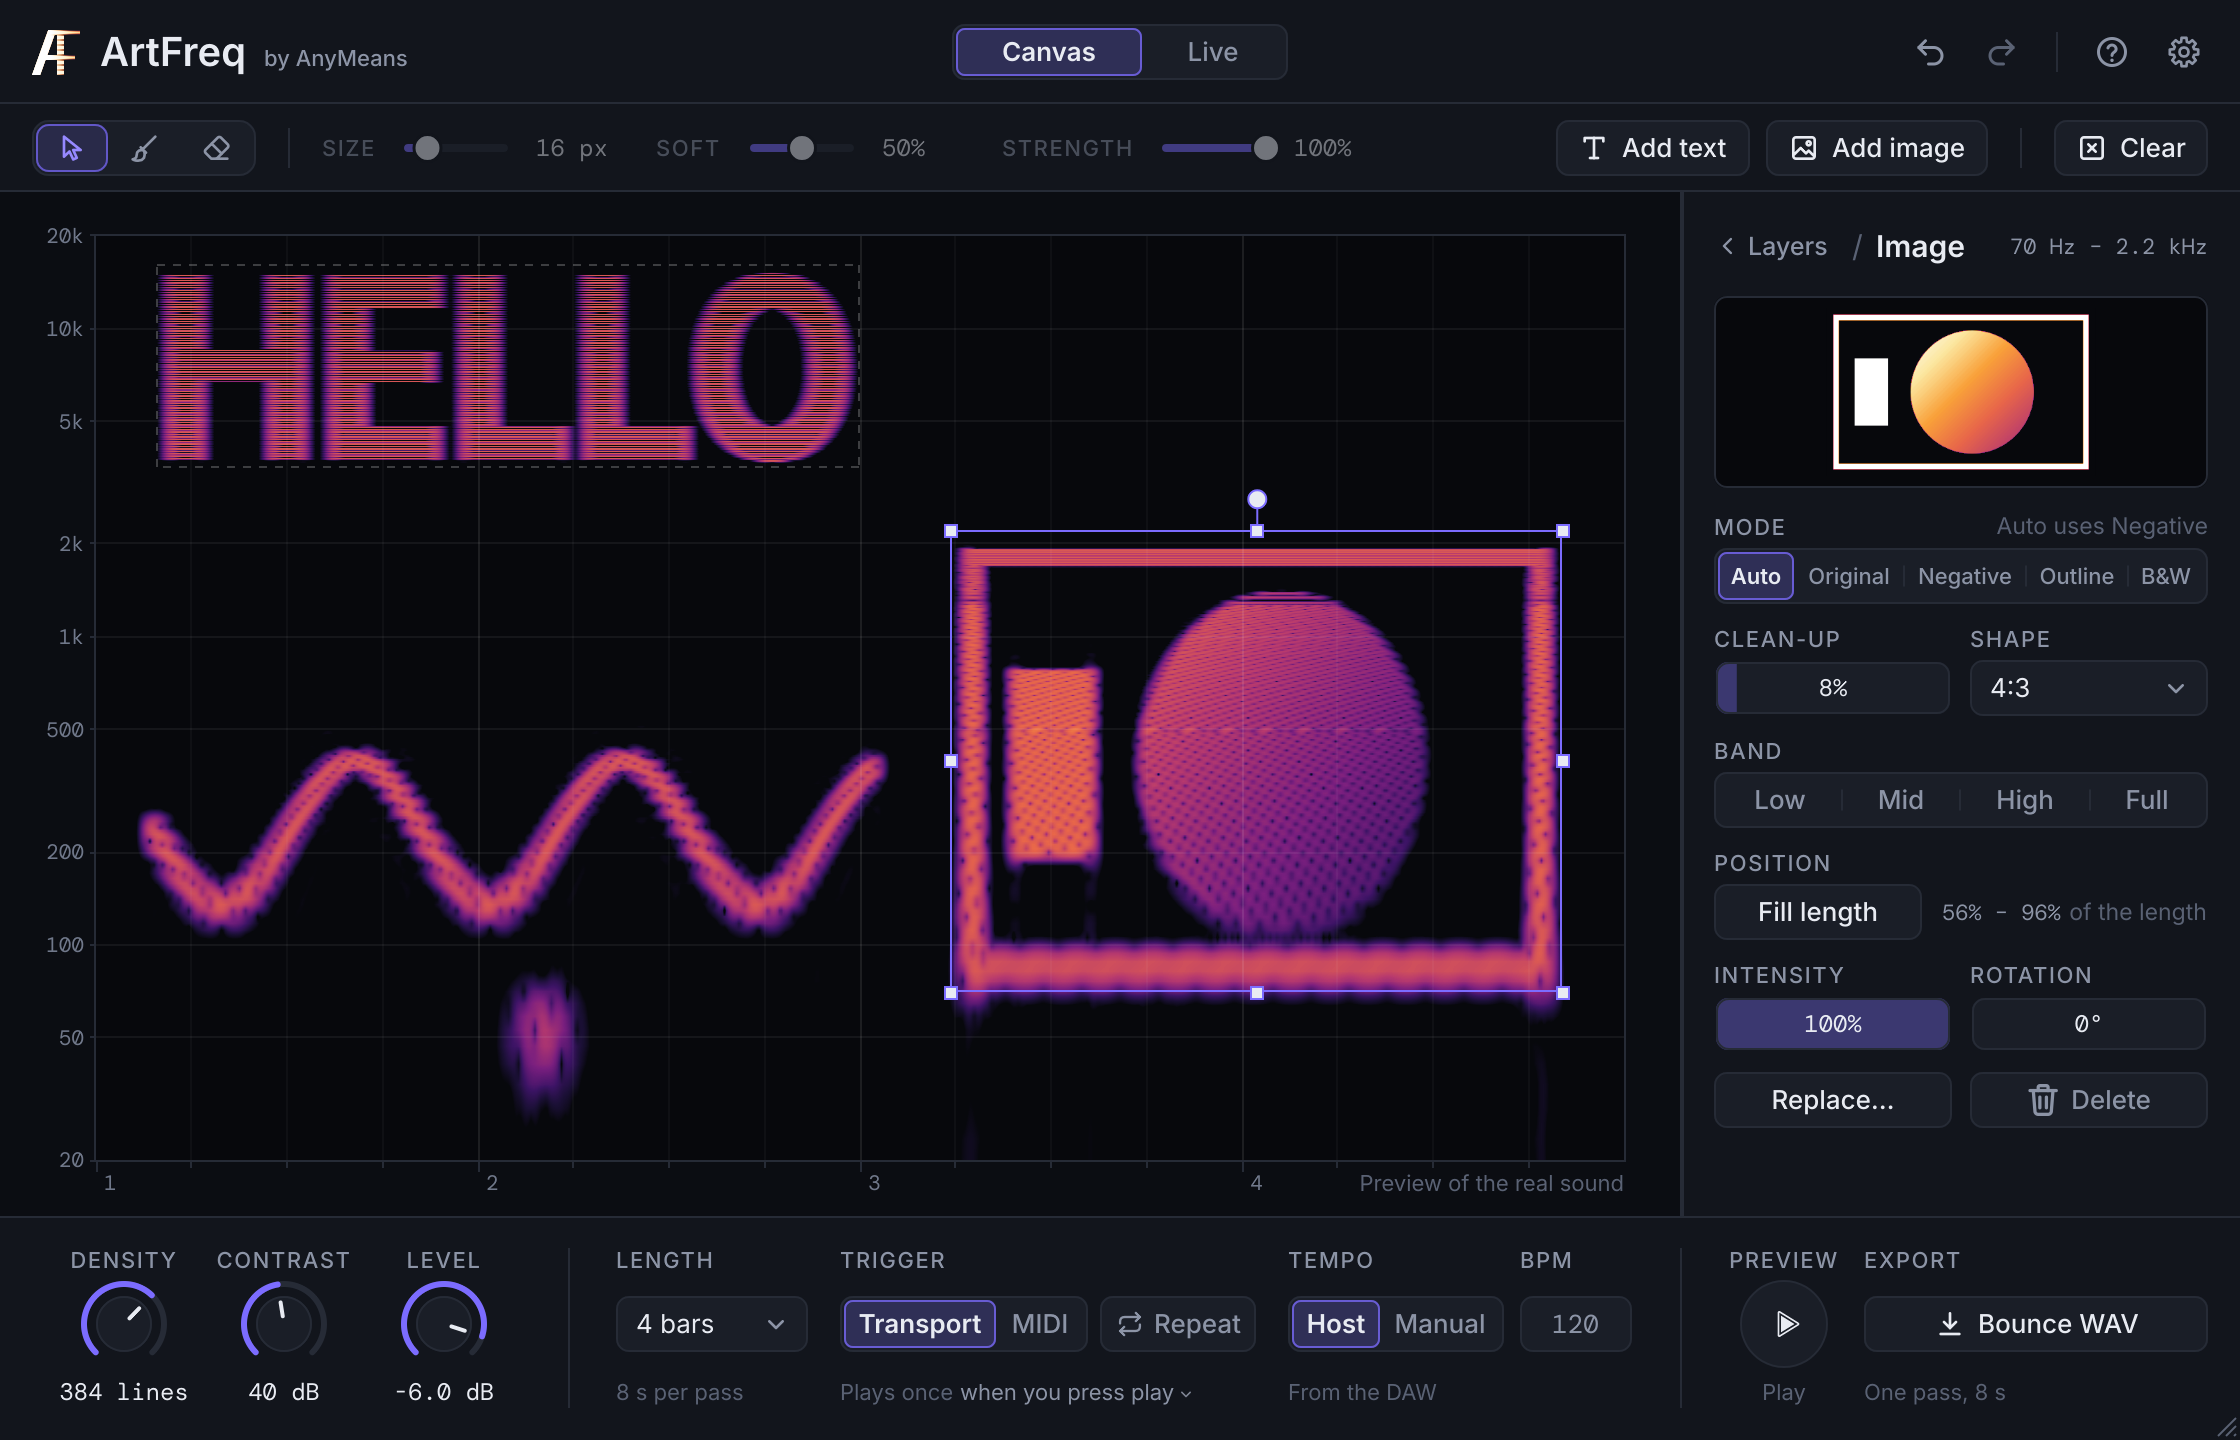 ArtFreq by AnyMeans
Canvas Live
SIZE 16 px SOFT 50% STRENGTH 100%
Add text Add image Clear
20k
10k
5k
2k
1k
500
200
100
50
20
HELLO
1 2 3 4
Preview of the real sound
Layers / Image 70 Hz – 2.2 kHz
MODE Auto uses Negative
Auto Original Negative Outline B&W
CLEAN-UP SHAPE
8% 4:3
BAND
Low Mid High Full
POSITION
Fill length 56% – 96% of the length
INTENSITY ROTATION
100% 0°
Replace... Delete
DENSITY CONTRAST LEVEL
384 lines 40 dB -6.0 dB
LENGTH TRIGGER TEMPO BPM
4 bars Transport MIDI Repeat Host Manual 120
8 s per pass Plays once when you press play From the DAW
PREVIEW EXPORT
Bounce WAV
Play One pass, 8 s